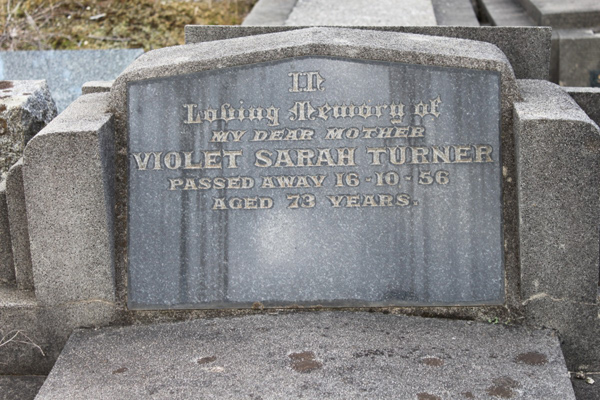 In
Loving Memory of
MY DEAR MOTHER
VIOLET SARAH TURNER
PASSED AWAY 16-10-56
AGED 73 YEARS.